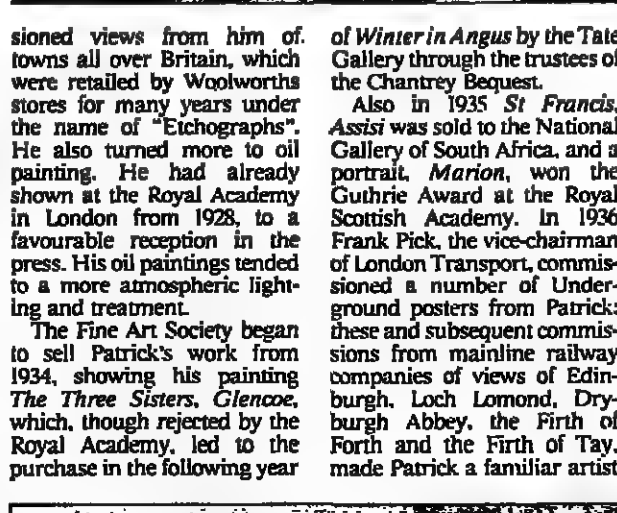 sioned views from him of
towns all over Britain, which
were retailed by Woolworths
stores for many years under
the name of "Etchographs".
He also turned more to oil
painting. He had already
shown at the Royal Academy
in London from 1928, to a
favourable reception in the
press. His oil paintings tended
to a more atmospheric light-
ing and treatment.
The Fine Art Society began
to sell Patrick's work from
1934, showing his painting
The Three Sisters, Glencoe,
which, though rejected by the
Royal Academy, led to the
purchase in the following year
of Winter in Angus by the Tate
Gallery through the trustees of
the Chantrey Bequest.
Also in 1935 St Francis,
Assisi was sold to the National
Gallery of South Africa, and a
portrait, Marion, won the
Guthrie Award at the Royal
Scottish Academy. In 1936
Frank Pick, the vice-chairman
of London Transport, commis-
sioned a number of Under-
ground posters from Patrick:
these and subsequent commis-
sions from mainline railway
companies of views of Edin-
burgh, Loch Lomond, Dry-
burgh Abbey, the Firth of
Forth and the Firth of Tay,
made Patrick a familiar artist